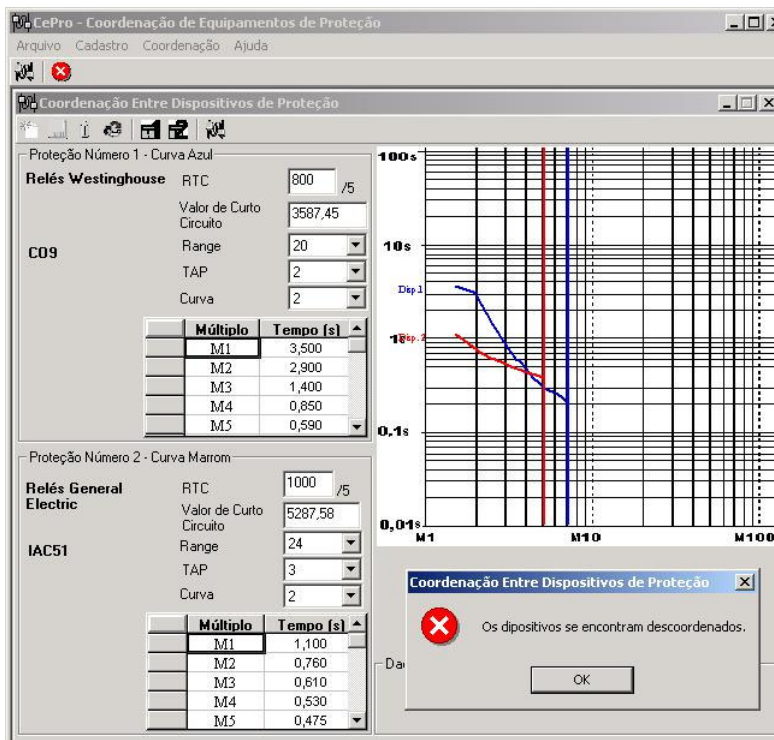 CePro - Coordenação de Equipamentos de Proteção
Arquivo Cadastro Coordenação Ajuda
Coordenação Entre Dispositivos de Proteção
Proteção Número 1 - Curva Azul
Relés Westinghouse
CO9
RTC 800 /5
Valor de Curto Circuito 3587,45
Range 20
TAP 2
Curva 2
Múltiplo Tempo (s)
M1 3,500
M2 2,900
M3 1,400
M4 0,850
M5 0,590
Proteção Número 2 - Curva Marrom
Relés General Electric
IAC51
RTC 1000 /5
Valor de Curto Circuito 5287,58
Range 24
TAP 3
Curva 2
Múltiplo Tempo (s)
M1 1,100
M2 0,760
M3 0,610
M4 0,530
M5 0,475
100s
10s
Disp.1
1s
Disp.2
0,1s
0,01s
M1 M10 M100
Coordenação Entre Dispositivos de Proteção
Os dipositivos se encontram descoordenados.
OK